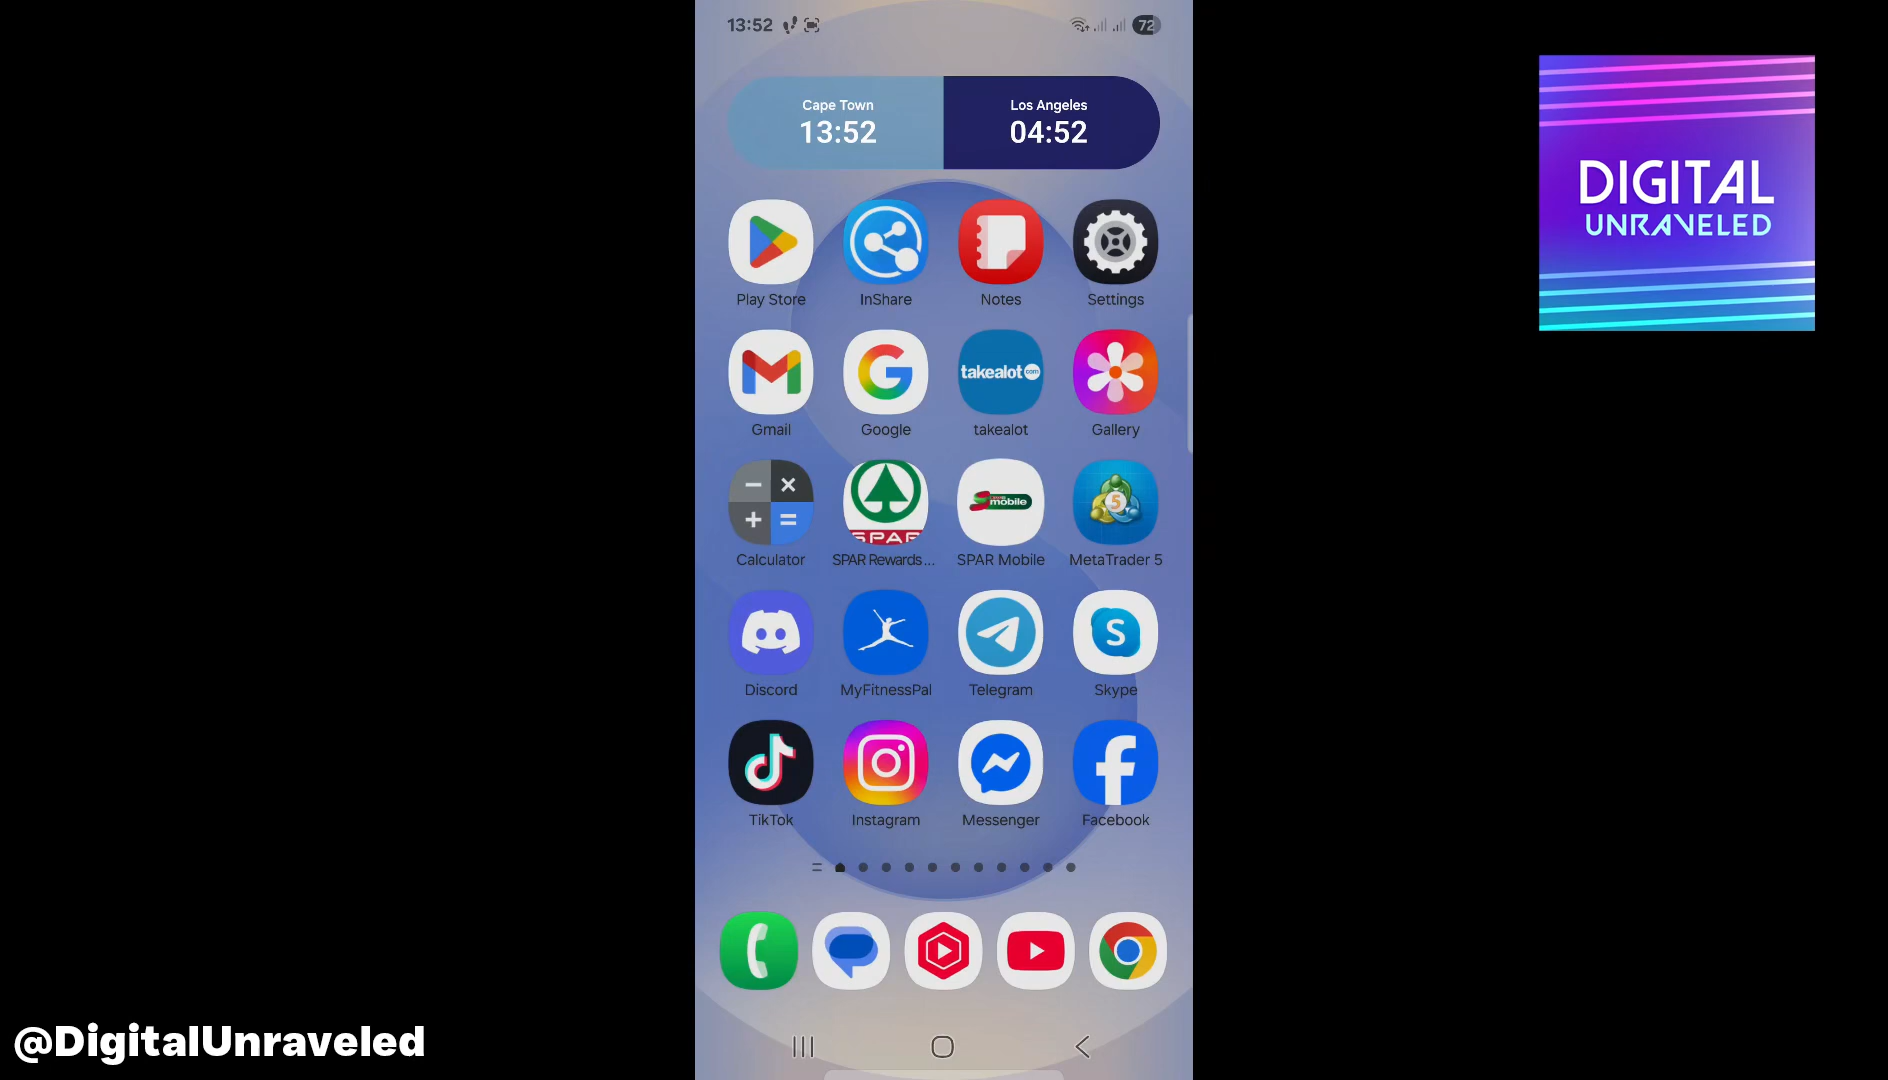 13:52
72
Cape Town
13:52
Los Angeles
04:52
DIGITAL
UNRAVELED
Play Store
InShare
Notes
Settings
takealot
com
Gmail
Google
takealot
Gallery
SPAR
mobile
5
Calculator
SPAR Rewards...
SPAR Mobile
MetaTrader 5
S
Discord
MyFitnessPal
Telegram
Skype
TikTok
Instagram
Messenger
Facebook
@DigitalUnraveled